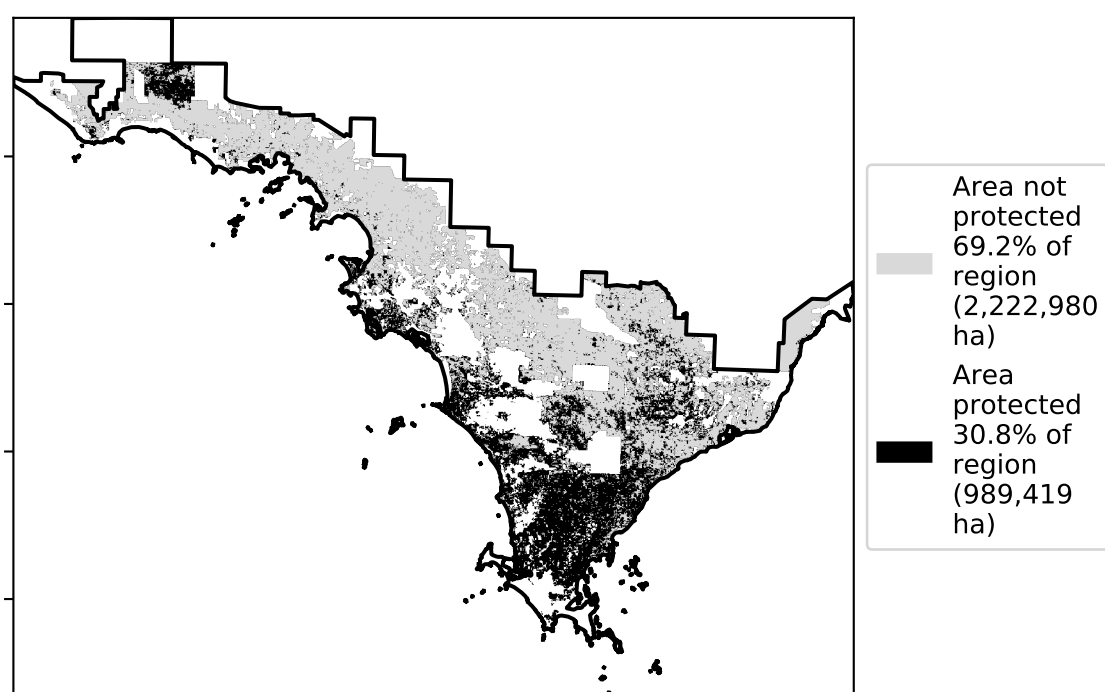 Area not
protected
69.2% of
region
(2,222,980
ha)
Area
protected
30.8% of
region
(989,419
ha)